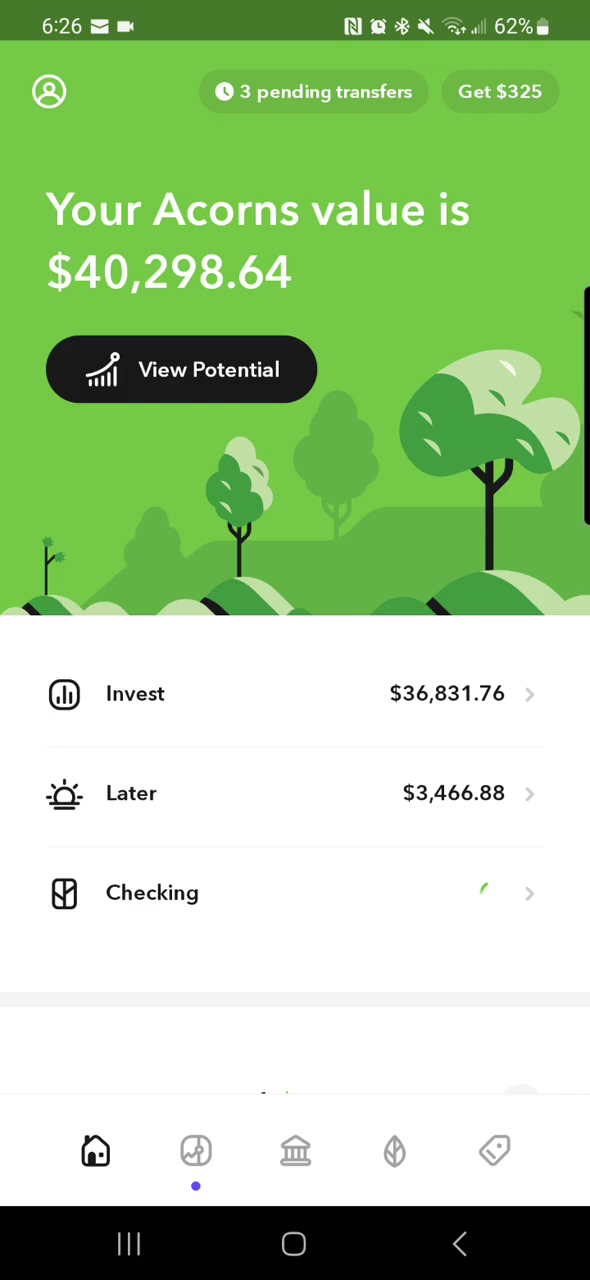 6:26 62%
3 pending transfers Get $325
Your Acorns value is
$40,298.64
View Potential
Invest $36,831.76
Later $3,466.88
Checking